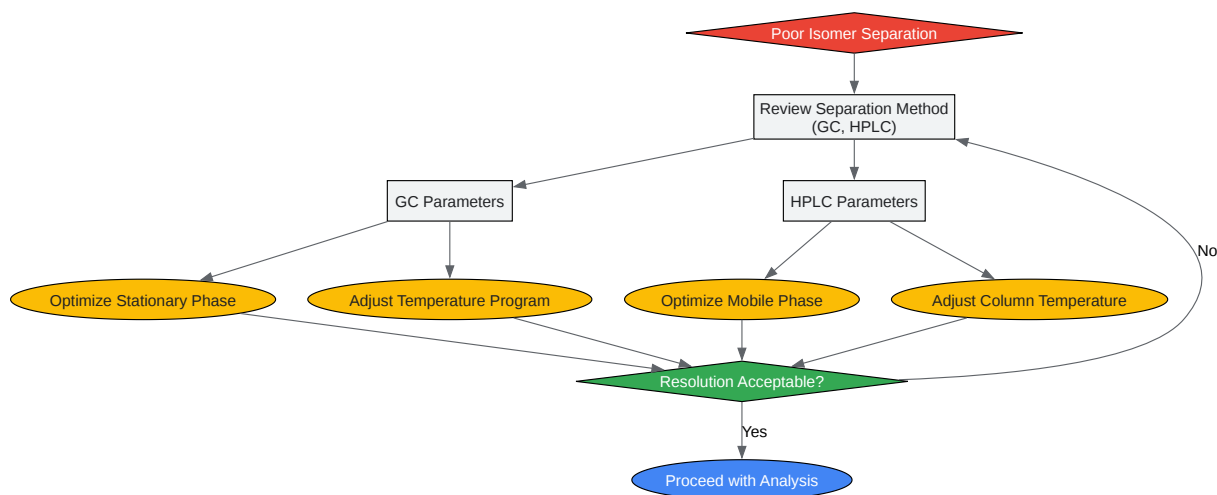 Poor Isomer Separation
Review Separation Method
(GC, HPLC)
GC Parameters
HPLC Parameters
No
Optimize Stationary Phase
Adjust Temperature Program
Optimize Mobile Phase
Adjust Column Temperature
Resolution Acceptable?
Yes
Proceed with Analysis